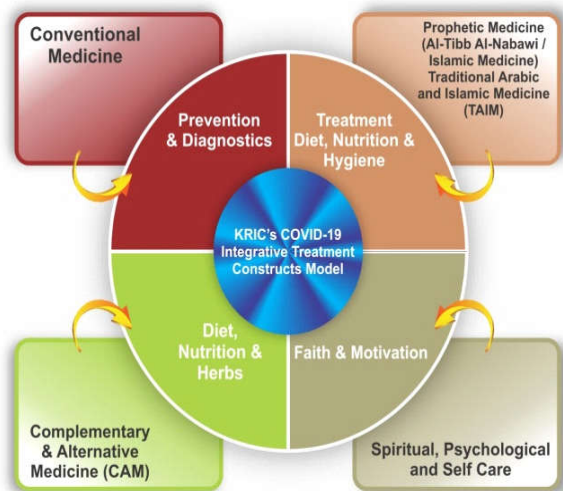 Conventional
Medicine
Prophetic Medicine
(Al-Tibb Al-Nabawi /
Islamic Medicine)
Traditional Arabic
and Islamic Medicine
(TAIM)
Prevention
& Diagnostics
Treatment
Diet, Nutrition &
Hygiene
KRIC's COVID-19
Integrative Treatment
Constructs Model
Diet,
Nutrition &
Herbs
Faith & Motivation
Complementary
& Alternative
Medicine (CAM)
Spiritual, Psychological
and Self Care